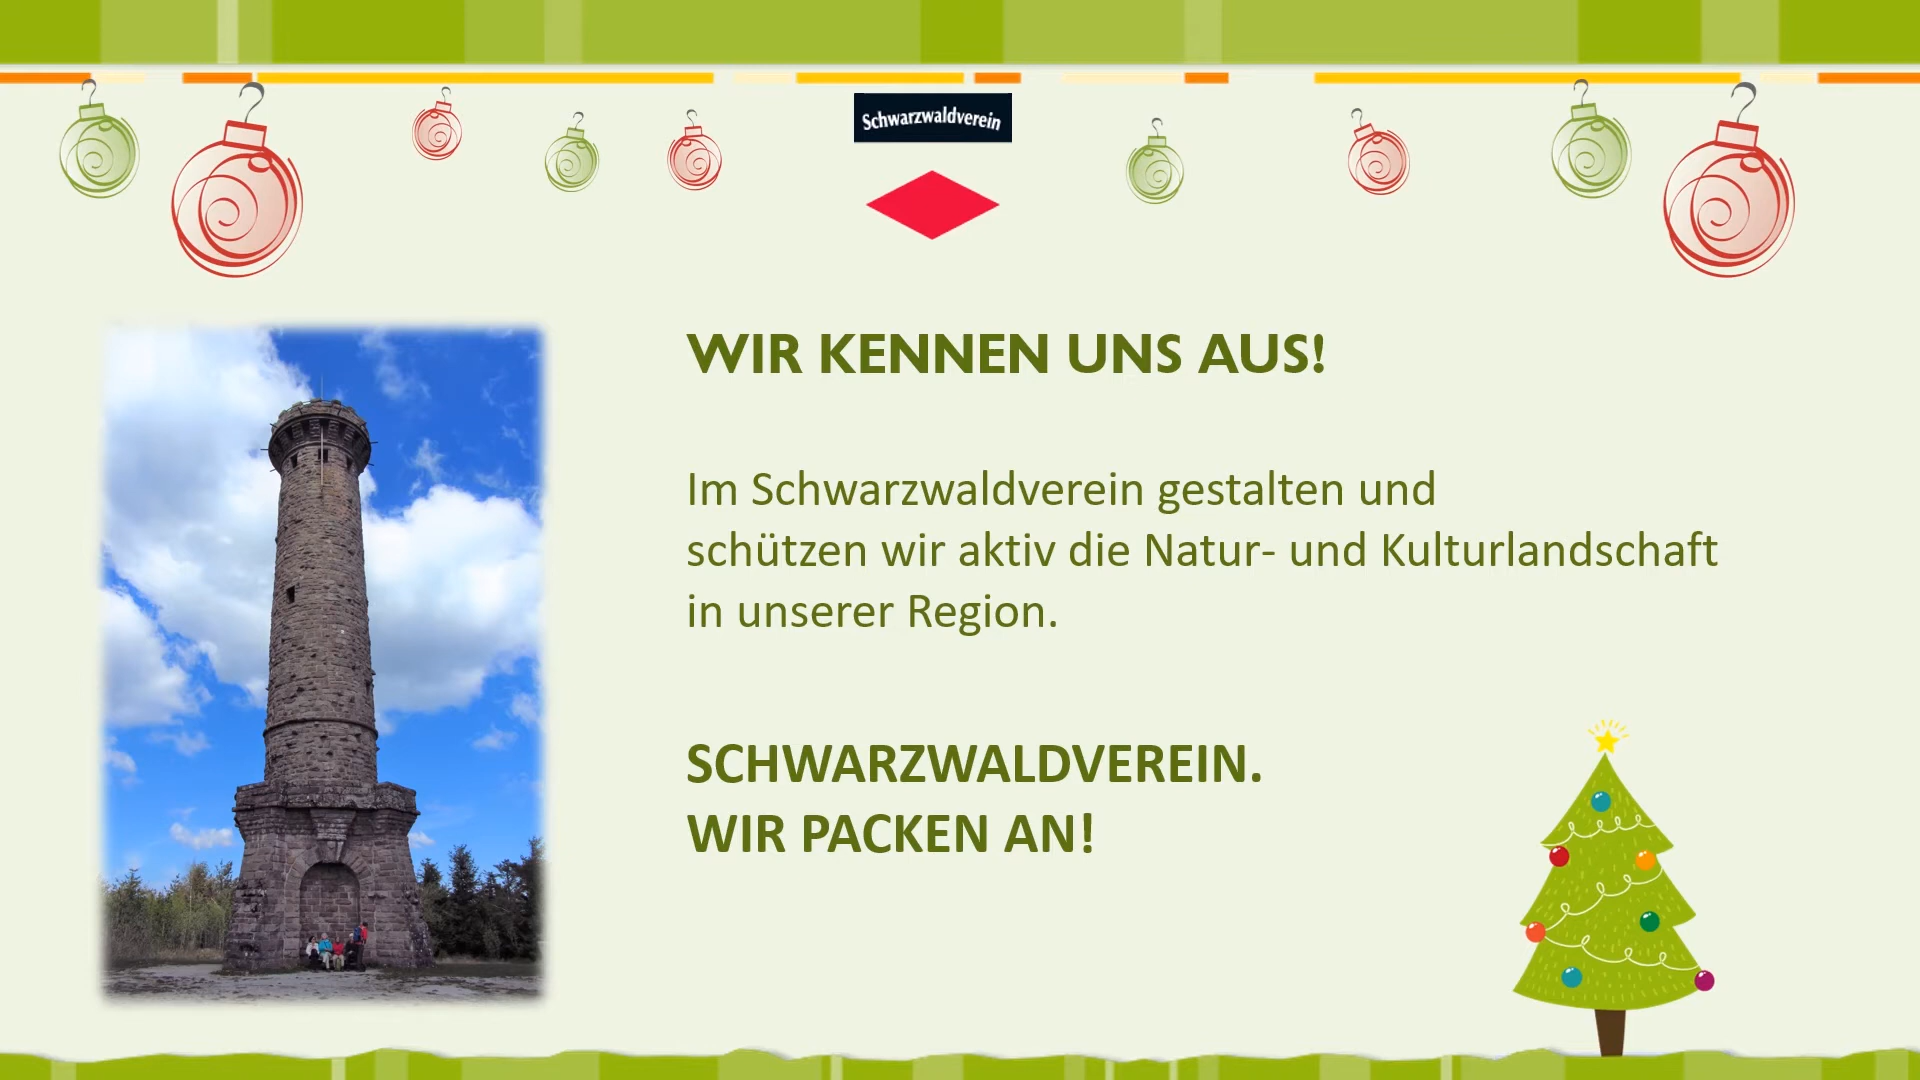 Schwarzwaldverein
WIR KENNEN UNS AUS!
Im Schwarzwaldverein gestalten und
schützen wir aktiv die Natur- und Kulturlandschaft
in unserer Region.
SCHWARZWALDVEREIN.
WIR PACKEN AN!